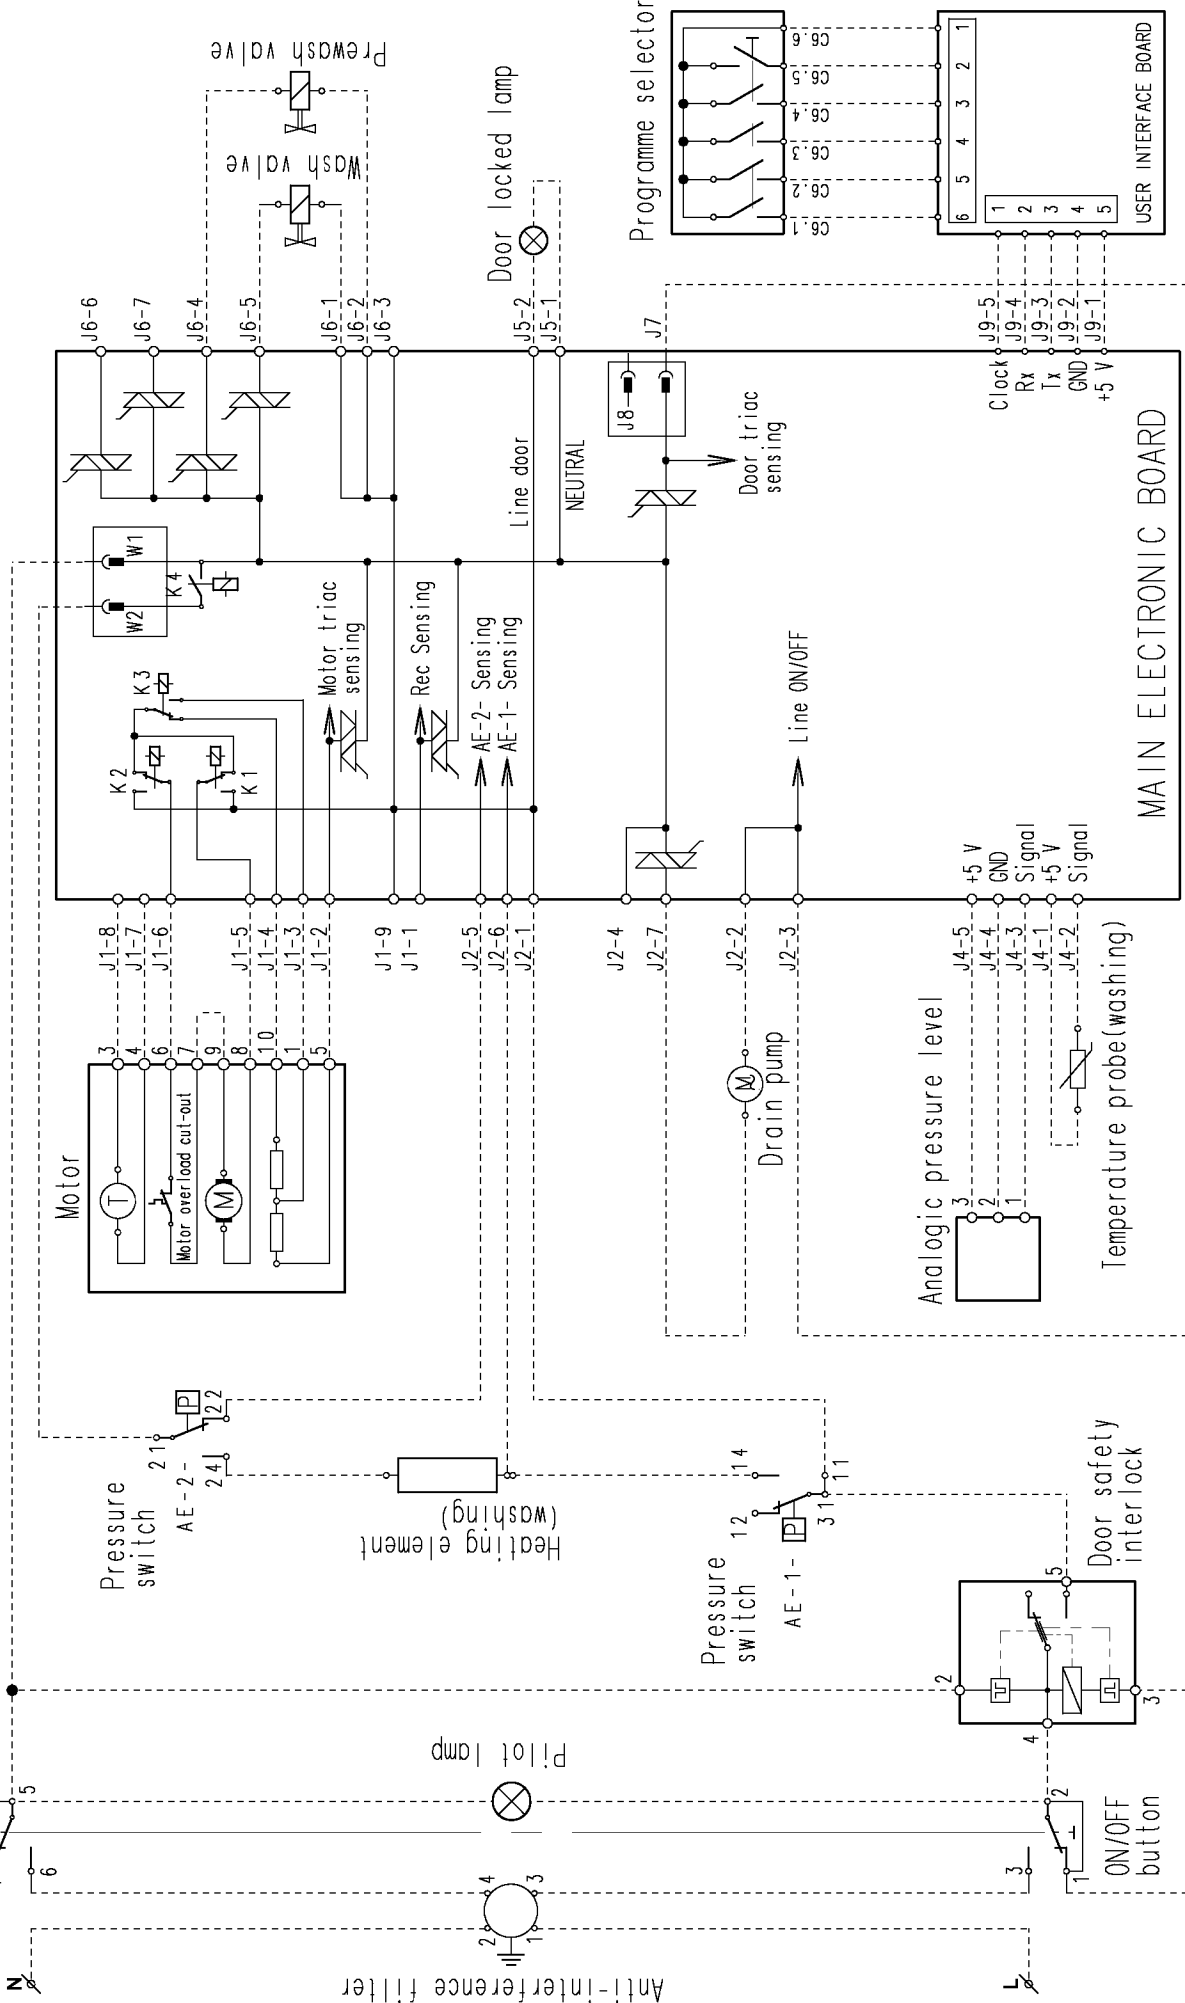 Prewash valve
Wash valve
Door locked lamp
Programme selector
C6.6
C6.5
C6.4
C6.3
C6.2
C6.1
1
2
3
4
5
6
1
2
3
4
5
USER INTERFACE BOARD
J6-6
J6-7
J6-4
J6-5
J6-1
J6-2
J6-3
J5-2
J5-1
J7
J9-5
J9-4
J9-3
J9-2
J9-1
Clock
Rx
Tx
GND
+5 V
J8
Line door
NEUTRAL
Door triac
sensing
W1
W2
K4
K3
K2
K1
Motor triac
sensing
Rec Sensing
AE-2- Sensing
AE-1- Sensing
Line ON/OFF
MAIN ELECTRONIC BOARD
+5 V
GND
Signal
+5 V
Signal
J1-8
J1-7
J1-6
J1-5
J1-4
J1-3
J1-2
J1-9
J1-1
J2-5
J2-6
J2-1
J2-4
J2-7
J2-2
J2-3
J4-5
J4-4
J4-3
J4-1
J4-2
Motor
3
4
6
7
9
8
10
1
5
T
Motor overload cut-out
M
M
Drain pump
Analogic pressure level
3
2
1
Temperature probe(washing)
Pressure
switch
AE-2-
P
21
22
24
Heating element
(washing)
Pressure
switch
AE-1-
P
14
12
11
31
Door safety
interlock
2
5
4
3
Pilot lamp
5
6
2
3
1
ON/OFF
button
4
3
2
1
Anti-interference filter
N
L